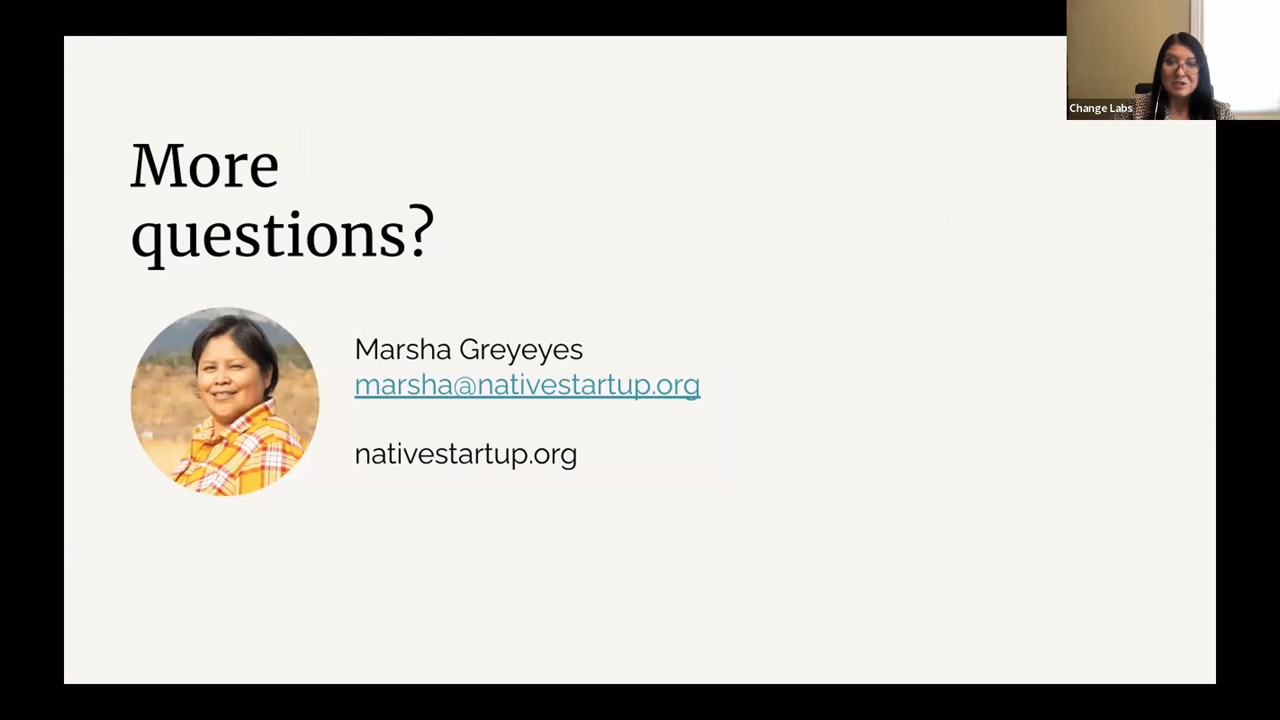 More
questions?
Marsha Greyeyes
marsha@nativestartup.org
nativestartup.org
Change Labs